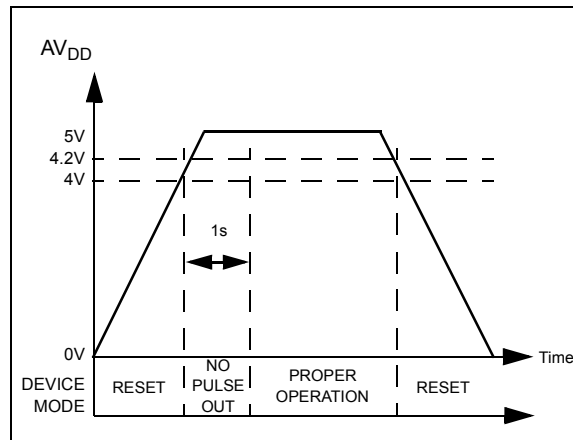 AVDD
5V
4.2V
4V
1s
0V
Time
DEVICE
MODE
RESET
NO
PULSE
OUT
PROPER
OPERATION
RESET